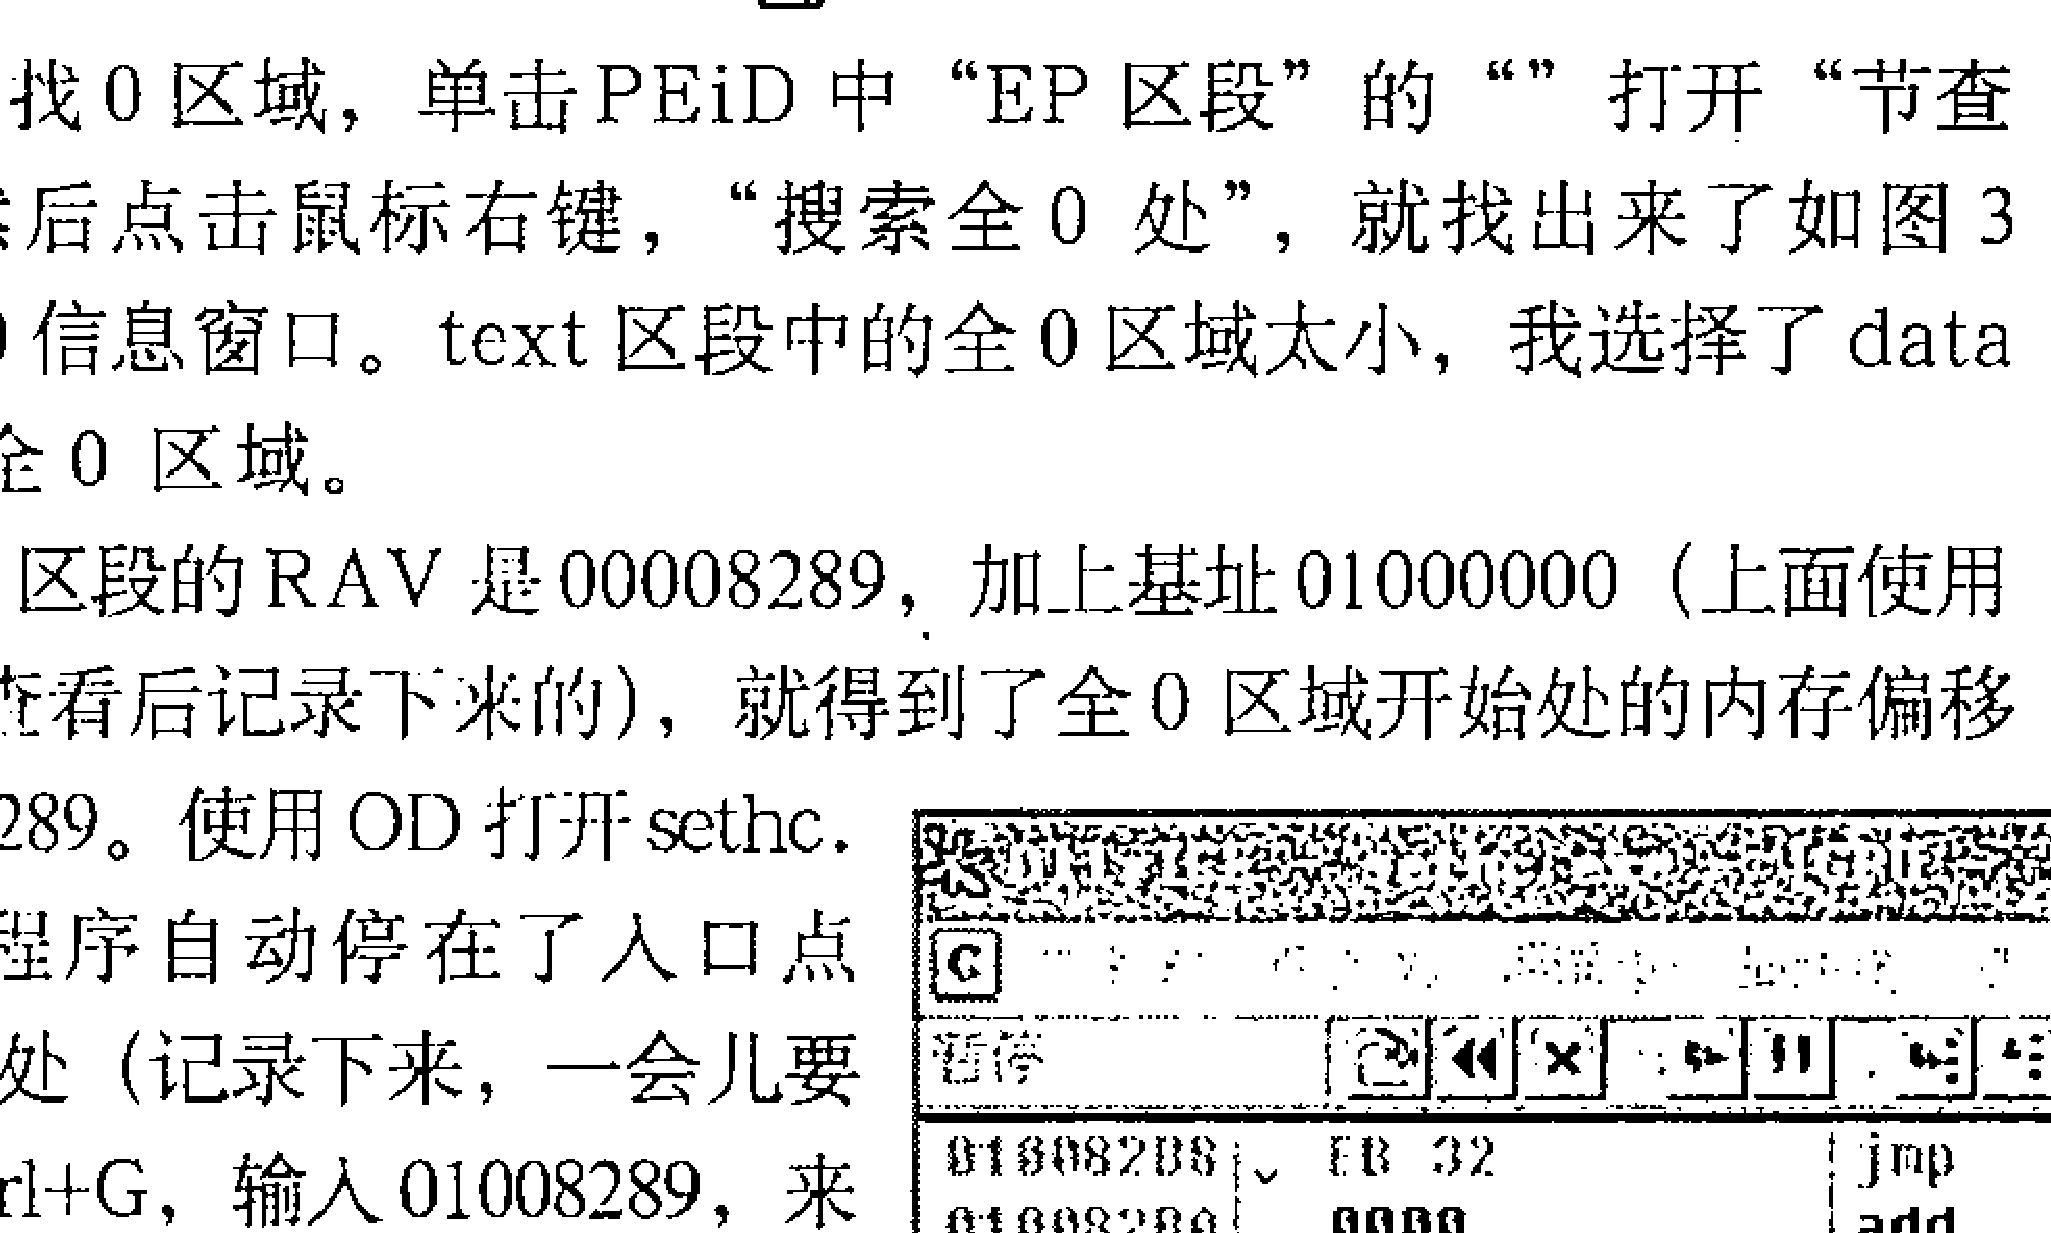 找0区域，单击PEiD中“EP区段”的“”打开“节查
后点击鼠标右键，“搜索全0 处”，就找出来了如图3
信息窗口。text区段中的全0区域太小，我选择了data
全0 区域。
区段的RAV是00008289，加上基址01000000（上面使用
查看后记录下来的），就得到了全0区域开始处的内存偏移
289。使用OD打开sethc.
程序自动停在了入口点
处（记录下来，一会儿要
rl+G，输入01008289，来
C
暂停
EB 32 jmp
0000 add